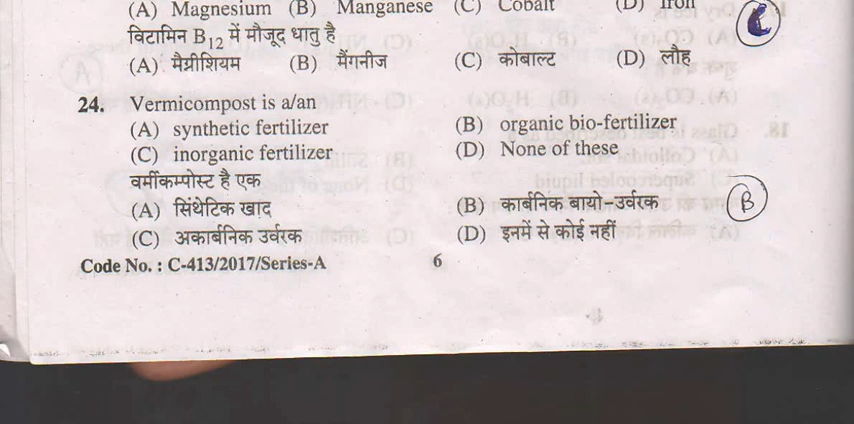 (A) Magnesium (B) Manganese (C) Cobalt (D) Iron
C
विटामिन B12 में मौजूद धातु है
(A) मैग्नीशियम (B) मैंगनीज (C) कोबाल्ट (D) लौह
24. Vermicompost is a/an
(A) synthetic fertilizer (B) organic bio-fertilizer
(C) inorganic fertilizer (D) None of these
वर्मीकम्पोस्ट है एक
(A) सिंथेटिक खाद (B) कार्बनिक बायो-उर्वरक B
(C) अकार्बनिक उर्वरक (D) इनमें से कोई नहीं
Code No. : C-413/2017/Series-A 6